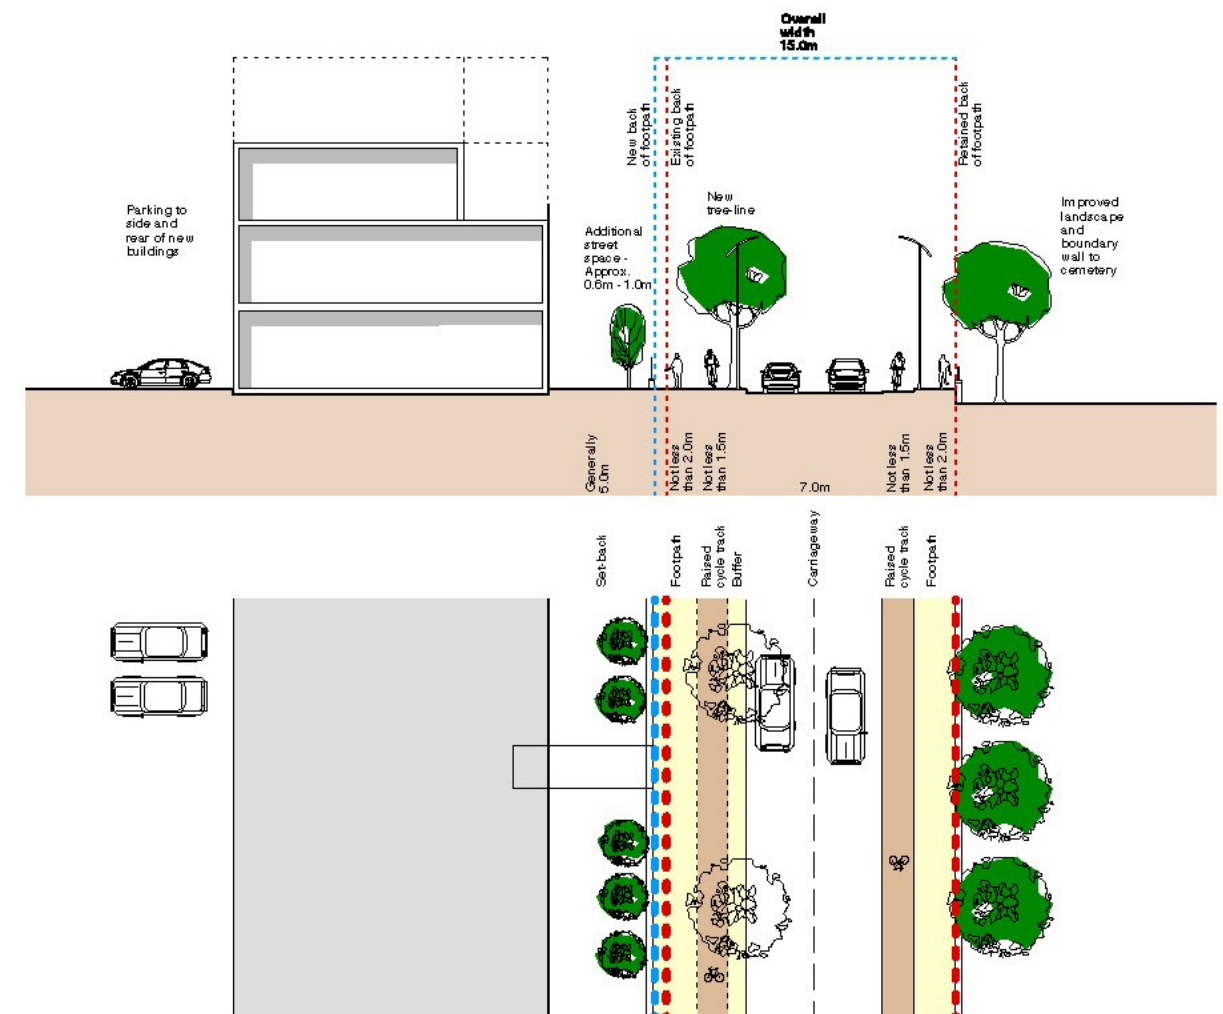 Overall
width
15.0m
New back
of footpath
Existing back
of footpath
Retained back
of footpath
Parking to
side and
rear of new
buildings
Additional
street
space -
Approx.
0.6m - 1.0m
New
tree-line
Improved
landscape
and
boundary
wall to
cemetery
Generally
5.0m
Not less
than 2.0m
Not less
than 1.5m
7.0m
Not less
than 1.5m
Not less
than 2.0m
Set-back
Footpath
Raised
cycle track
Buffer
Carriageway
Raised
cycle track
Footpath